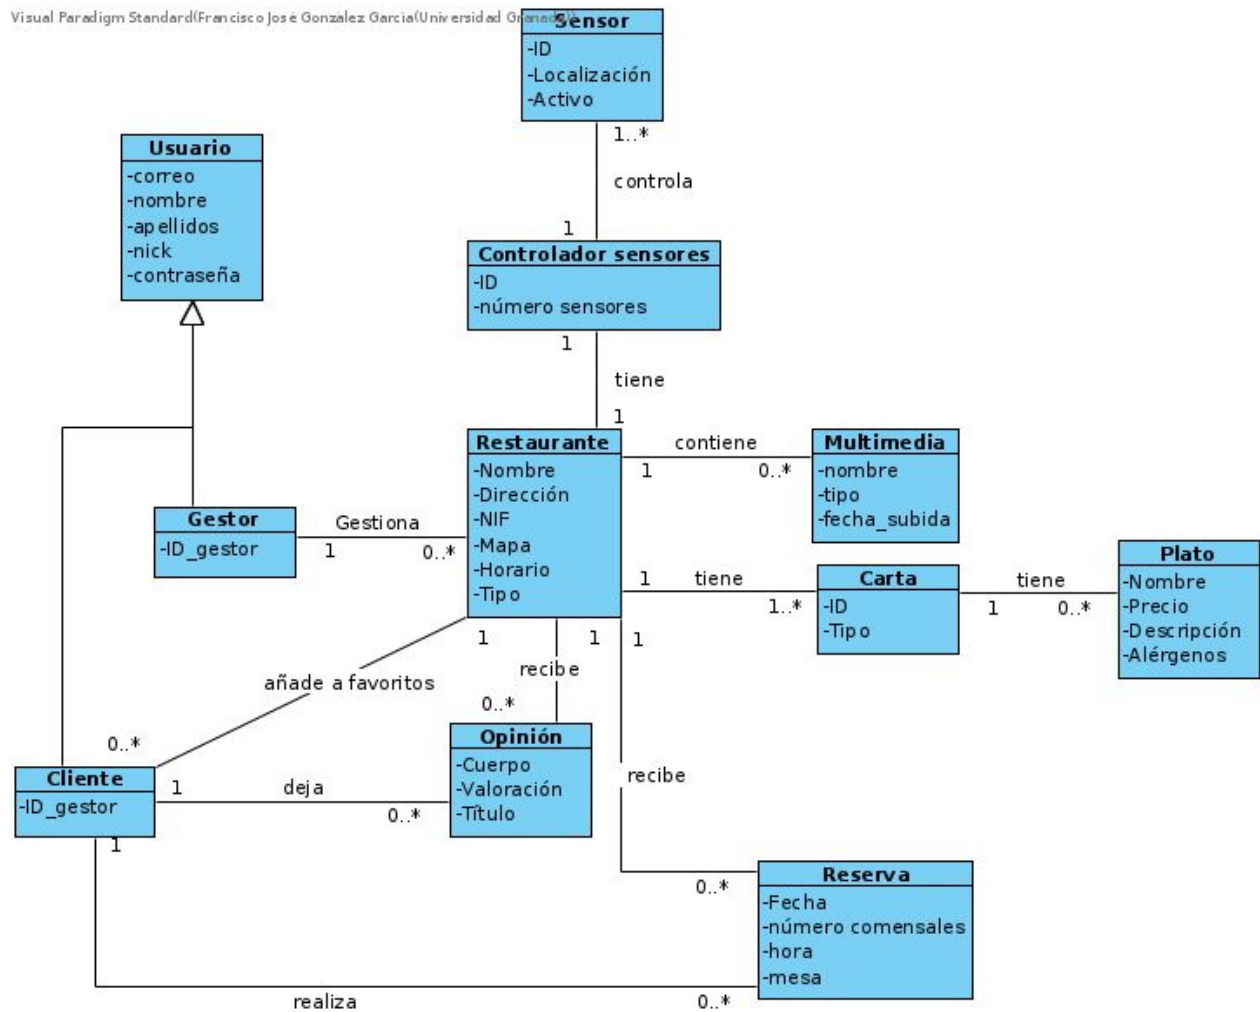 Visual Paradigm Standard(Francisco José González García(Universidad Granada))
Sensor
-ID
-Localización
-Activo
1..*
controla
1
Usuario
-correo
-nombre
-apellidos
-nick
-contraseña
Controlador sensores
-ID
-número sensores
1
tiene
1
Restaurante
-Nombre
-Dirección
-NIF
-Mapa
-Horario
-Tipo
contiene
1
0..*
Multimedia
-nombre
-tipo
-fecha_subida
Gestor
-ID_gestor
Gestiona
1
0..*
1
tiene
1..*
Carta
-ID
-Tipo
tiene
1
0..*
Plato
-Nombre
-Precio
-Descripción
-Alérgenos
1
1
1
recibe
añade a favoritos
0..*
0..*
Opinión
-Cuerpo
-Valoración
-Título
Cliente
-ID_gestor
1
deja
0..*
recibe
1
0..*
Reserva
-Fecha
-número comensales
-hora
-mesa
realiza
0..*